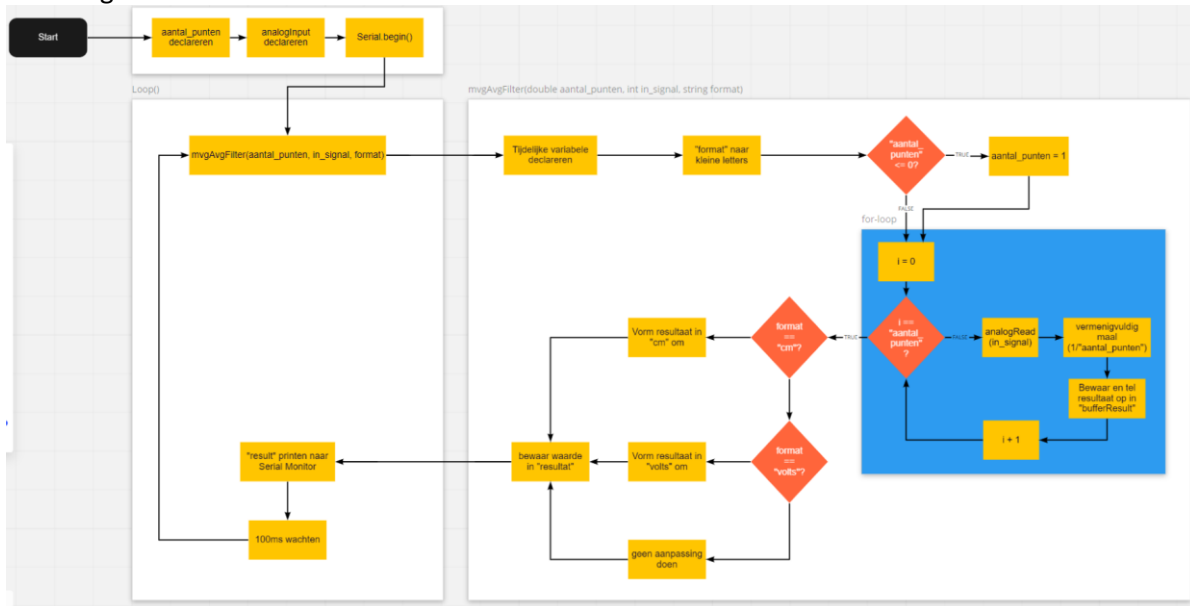 Start
aantal_punten
declareren
analogInput
declareren
Serial.begin()
Loop()
mvgAvgFilter(aantal_punten, in_signal, format)
"result" printen naar
Serial Monitor
100ms wachten
mvgAvgFilter(double aantal_punten, int in_signal, string format)
Tijdelijke variabele
declareren
"format" naar
kleine letters
"aantal_
punten"
<= 0?
TRUE
aantal_punten = 1
FALSE
for-loop
i = 0
i ==
"aantal_
punten"
?
FALSE
analogRead
(in_signal)
vermenigvuldig
maal
(1/"aantal_punten")
Bewaar en tel
resultaat op in
"bufferResult"
i + 1
TRUE
format
==
"cm"?
Vorm resultaat in
"cm" om
format
==
"volts"?
Vorm resultaat in
"volts" om
geen aanpassing
doen
bewaar waarde
in "resultat"